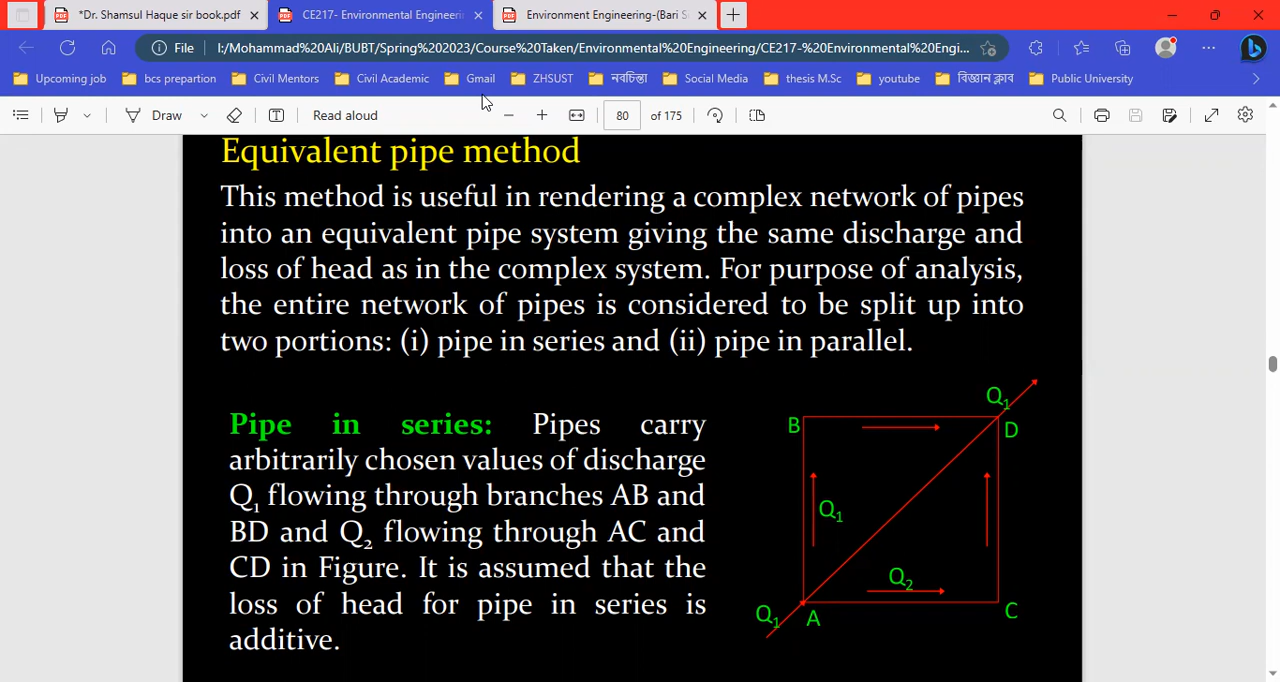 *Dr. Shamsul Haque sir book.pdf
CE217- Environmental Engineeri
Environment Engineering-(Bari S
File
I:/Mohammad%20Ali/BUBT/Spring%202023/Course%20Taken/Environmental%20Engineering/CE217-%20Environmental%20Engi...
Upcoming job
bcs prepartion
Civil Mentors
Civil Academic
Gmail
ZHSUST
নবচিন্তা
Social Media
thesis M.Sc
youtube
বিজ্ঞান ক্লাব
Public University
Draw
Read aloud
80
of 175
Equivalent pipe method
This method is useful in rendering a complex network of pipes
into an equivalent pipe system giving the same discharge and
loss of head as in the complex system. For purpose of analysis,
the entire network of pipes is considered to be split up into
two portions: (i) pipe in series and (ii) pipe in parallel.
Pipe in series: Pipes carry
arbitrarily chosen values of discharge
Q₁ flowing through branches AB and
BD and Q₂ flowing through AC and
CD in Figure. It is assumed that the
loss of head for pipe in series is
additive.
Q₁
B
D
Q₁
Q₂
Q₁
A
C